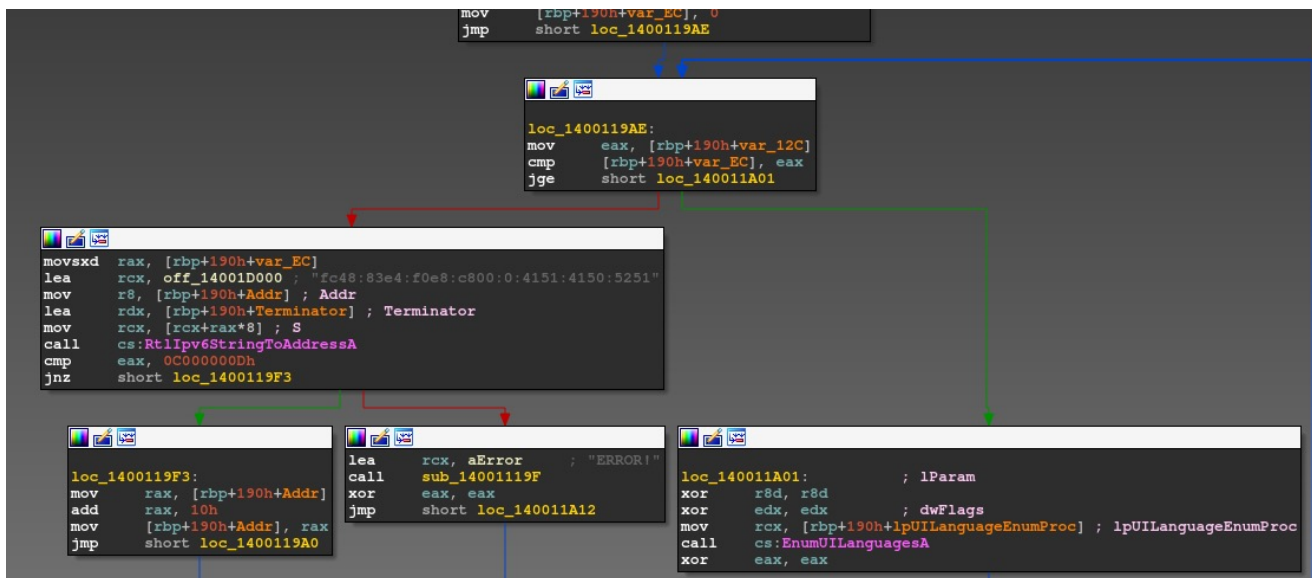 mov [rbp+190h+var_EC], 0
jmp short loc_1400119AE
loc_1400119AE:
mov eax, [rbp+190h+var_12C]
cmp [rbp+190h+var_EC], eax
jge short loc_140011A01
movsxd rax, [rbp+190h+var_EC]
lea rcx, off_14001D000 ; "fc48:83e4:f0e8:c800:0:4151:4150:5251"
mov r8, [rbp+190h+Addr] ; Addr
lea rdx, [rbp+190h+Terminator] ; Terminator
mov rcx, [rcx+rax*8] ; S
call cs:RtlIpv6StringToAddressA
cmp eax, 0C000000Dh
jnz short loc_1400119F3
loc_1400119F3:
mov rax, [rbp+190h+Addr]
add rax, 10h
mov [rbp+190h+Addr], rax
jmp short loc_1400119A0
lea rcx, aError ; "ERROR!"
call sub_14001119F
xor eax, eax
jmp short loc_140011A12
loc_140011A01: ; lParam
xor r8d, r8d
xor edx, edx ; dwFlags
mov rcx, [rbp+190h+lpUILanguageEnumProc] ; lpUILanguageEnumProc
call cs:EnumUILanguagesA
xor eax, eax